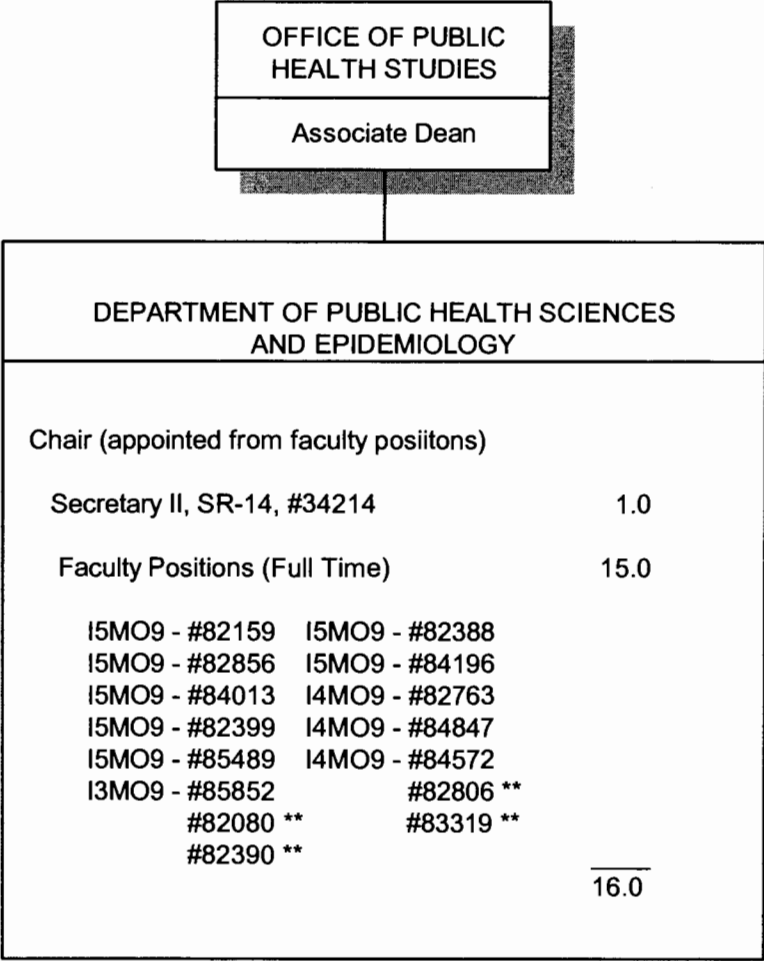 OFFICE OF PUBLIC
HEALTH STUDIES
Associate Dean
DEPARTMENT OF PUBLIC HEALTH SCIENCES
AND EPIDEMIOLOGY
Chair (appointed from faculty posiitons)
Secretary II, SR-14, #34214 1.0
Faculty Positions (Full Time) 15.0
I5MO9 - #82159 I5MO9 - #82388
I5MO9 - #82856 I5MO9 - #84196
I5MO9 - #84013 I4MO9 - #82763
I5MO9 - #82399 I4MO9 - #84847
I5MO9 - #85489 I4MO9 - #84572
I3MO9 - #85852 #82806 **
#82080 ** #83319 **
#82390 **
16.0